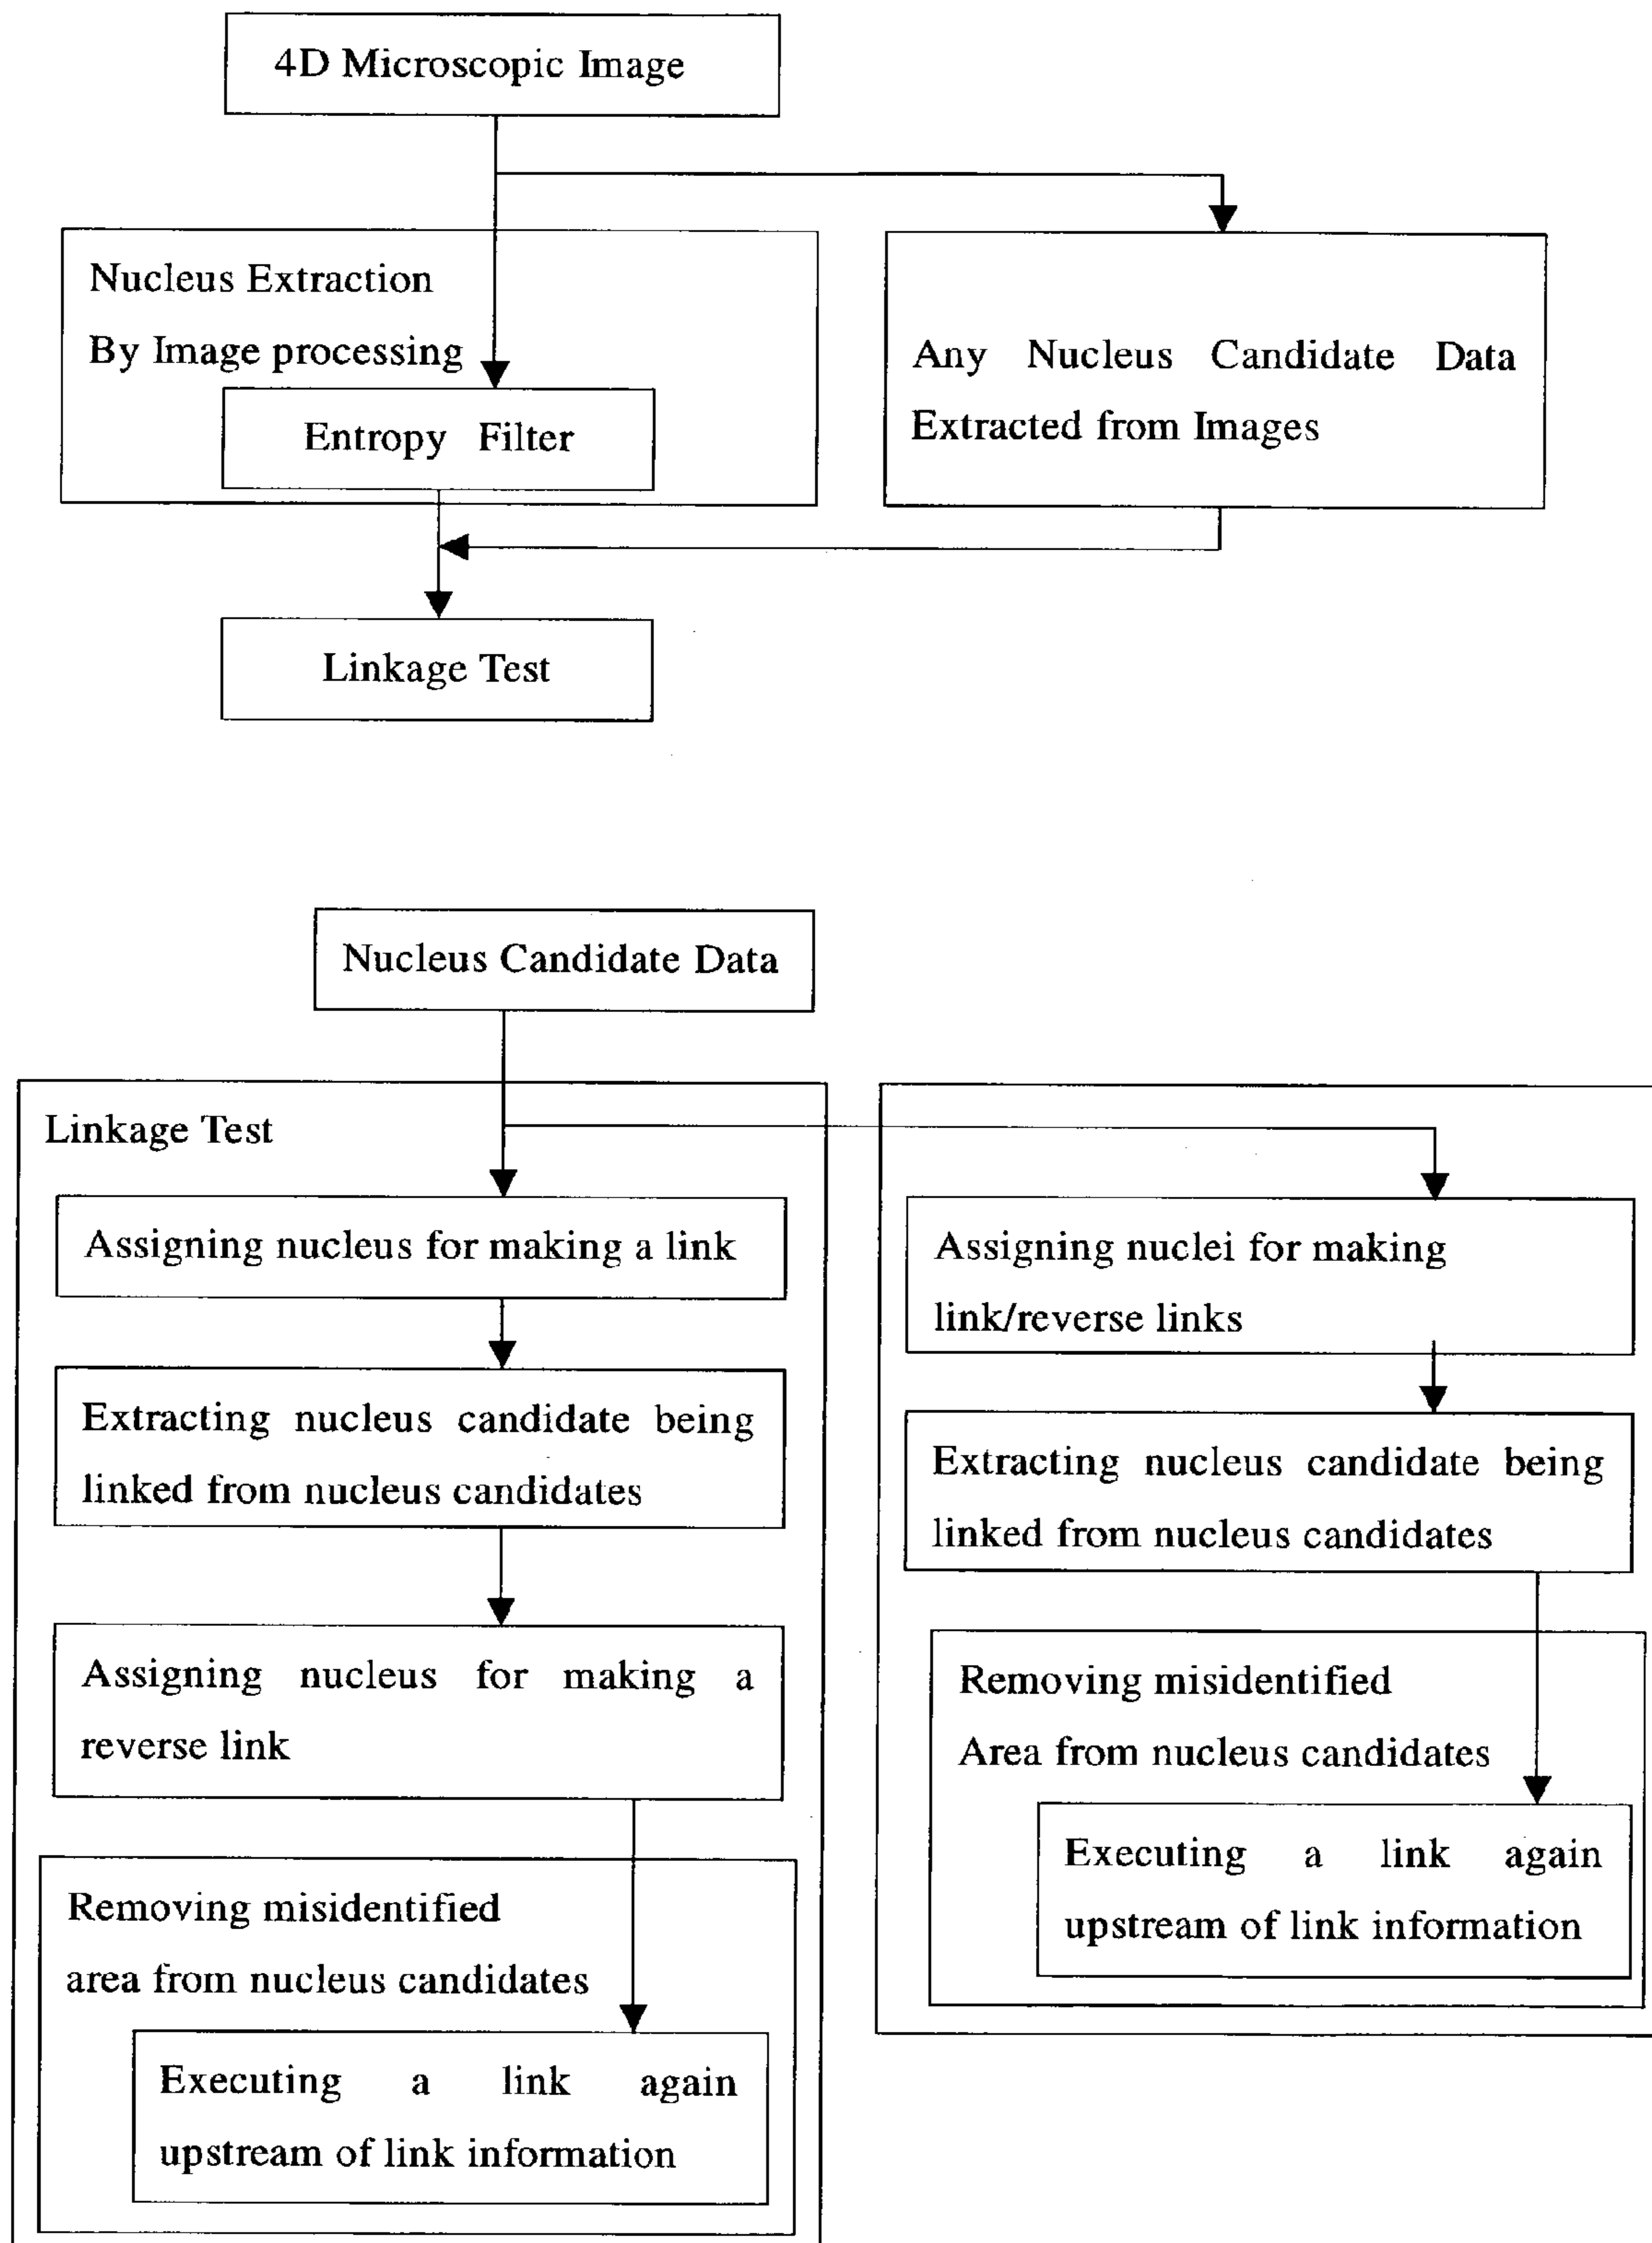 4D Microscopic Image
Nucleus Extraction
By Image processing
Entropy Filter
Any Nucleus Candidate Data
Extracted from Images
Linkage Test
Nucleus Candidate Data
Linkage Test
Assigning nucleus for making a link
Extracting nucleus candidate being
linked from nucleus candidates
Assigning nucleus for making a
reverse link
Removing misidentified
area from nucleus candidates
Executing a link again
upstream of link information
Assigning nuclei for making
link/reverse links
Extracting nucleus candidate being
linked from nucleus candidates
Removing misidentified
Area from nucleus candidates
Executing a link again
upstream of link information